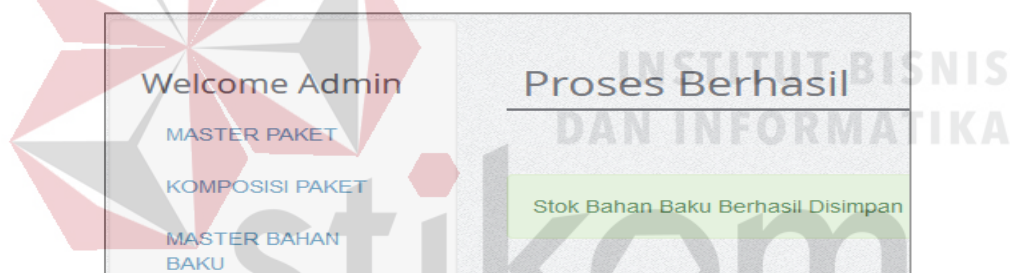 Welcome Admin
MASTER PAKET
KOMPOSISI PAKET
MASTER BAHAN
BAKU
Proses Berhasil
Stok Bahan Baku Berhasil Disimpan
INSTITUT BISNIS
DAN INFORMATIKA
stikom